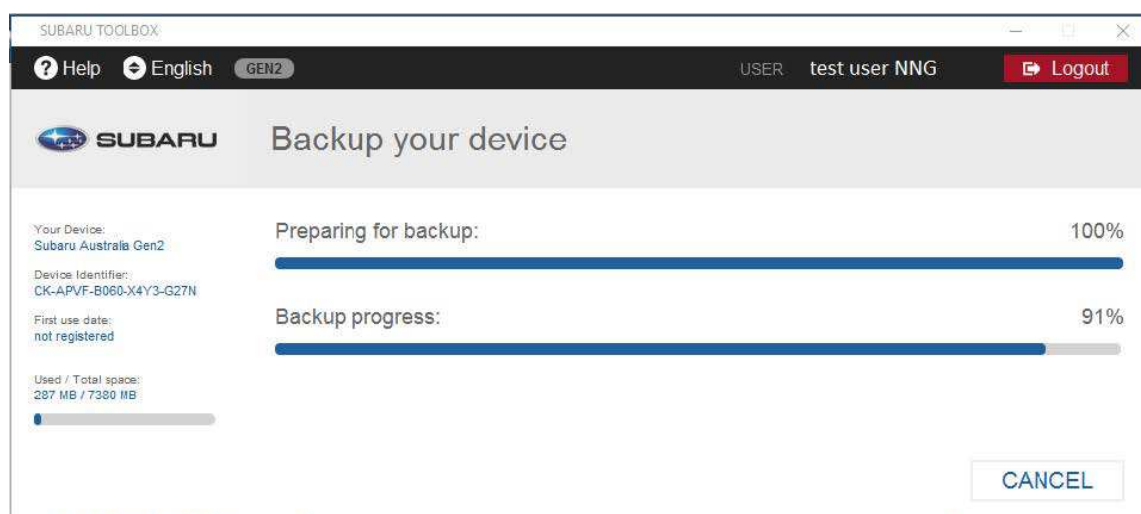 SUBARU TOOLBOX
? Help English GEN2 USER test user NNG Logout
SUBARU Backup your device
Your Device:
Subaru Australia Gen2
Device Identifier:
CK-APVF-B060-X4Y3-G27N
First use date:
not registered
Used / Total space:
287 MB / 7380 MB
Preparing for backup: 100%
Backup progress: 91%
CANCEL